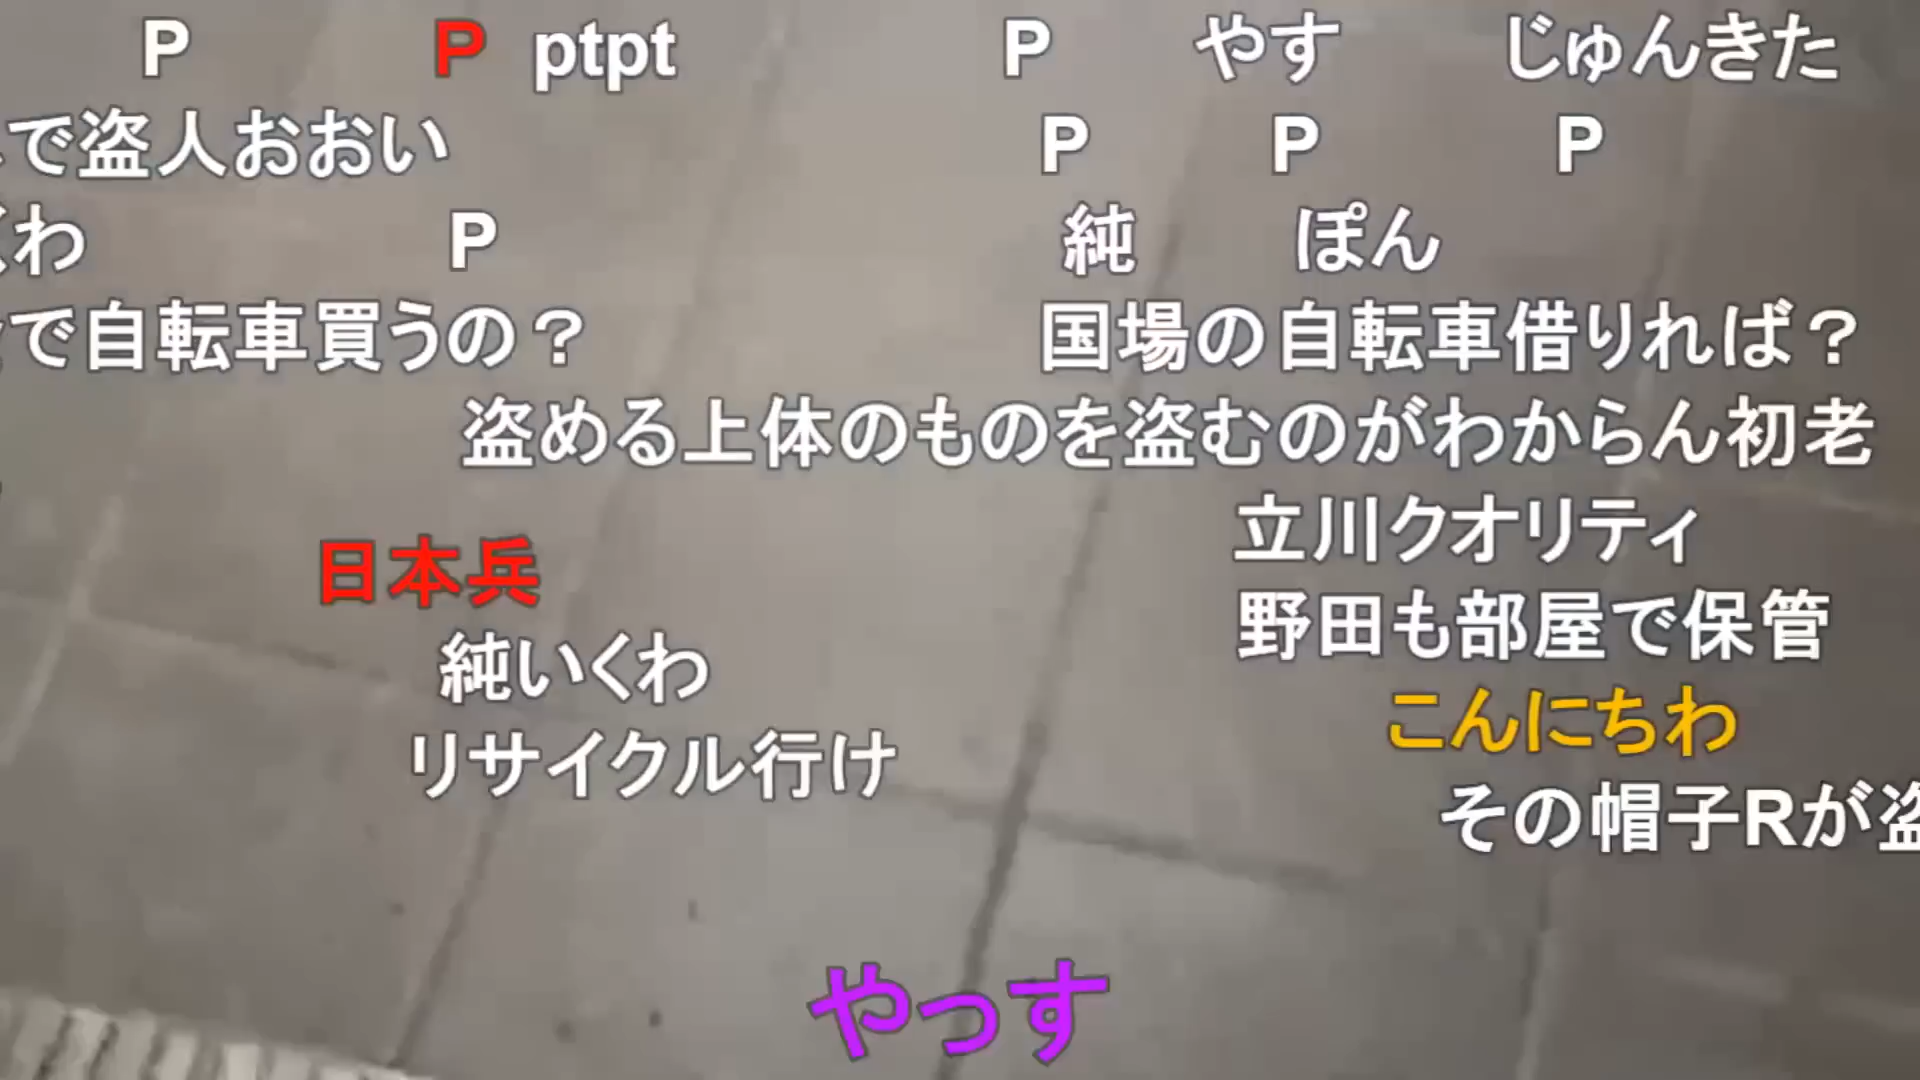 P P ptpt P やす じゅんきた
で盗人おおい P P P
くわ P 純 ぽん
で自転車買うの？ 国場の自転車借りれば？
盗める上体のものを盗むのがわからん初老
立川クオリティ
日本兵
野田も部屋で保管
純いくわ
こんにちわ
リサイクル行け
その帽子Rが盗
やっす